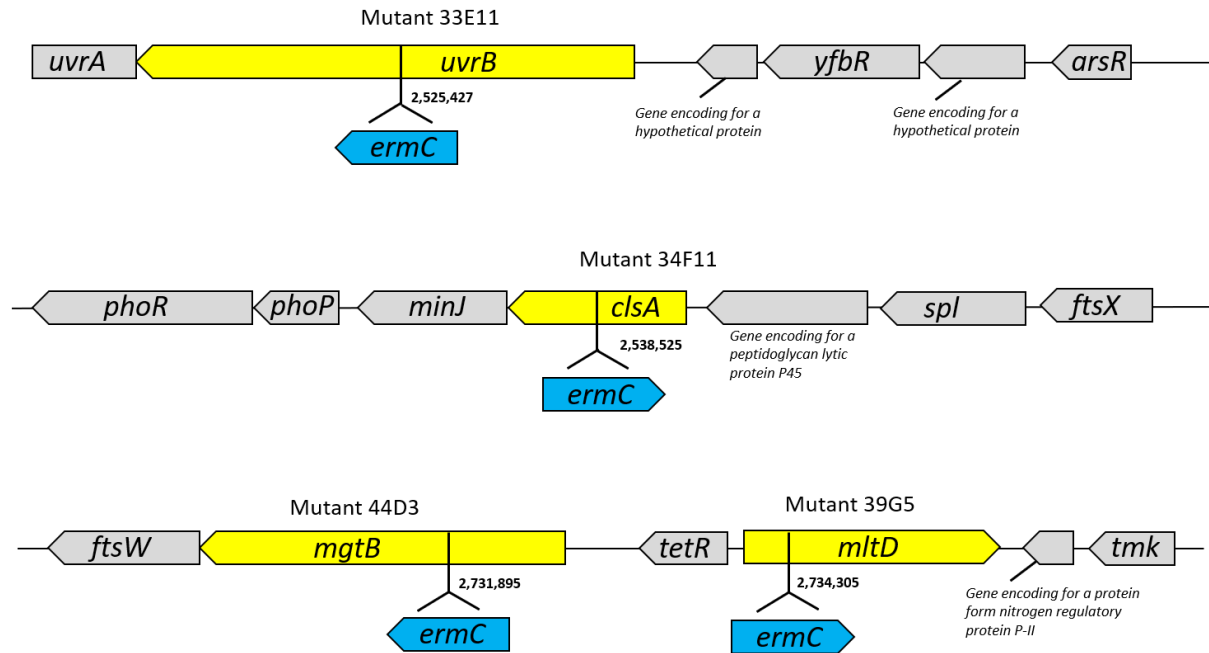 Mutant 33E11
uvrA
uvrB
yfbR
arsR
2,525,427
Gene encoding for a
hypothetical protein
Gene encoding for a
hypothetical protein
ermC
Mutant 34F11
phoR
phoP
minJ
clsA
spl
ftsX
2,538,525
Gene encoding for a
peptidoglycan lytic
protein P45
ermC
Mutant 44D3
Mutant 39G5
ftsW
mgtB
tetR
mltD
tmk
2,731,895
2,734,305
Gene encoding for a protein
form nitrogen regulatory
protein P-II
ermC
ermC